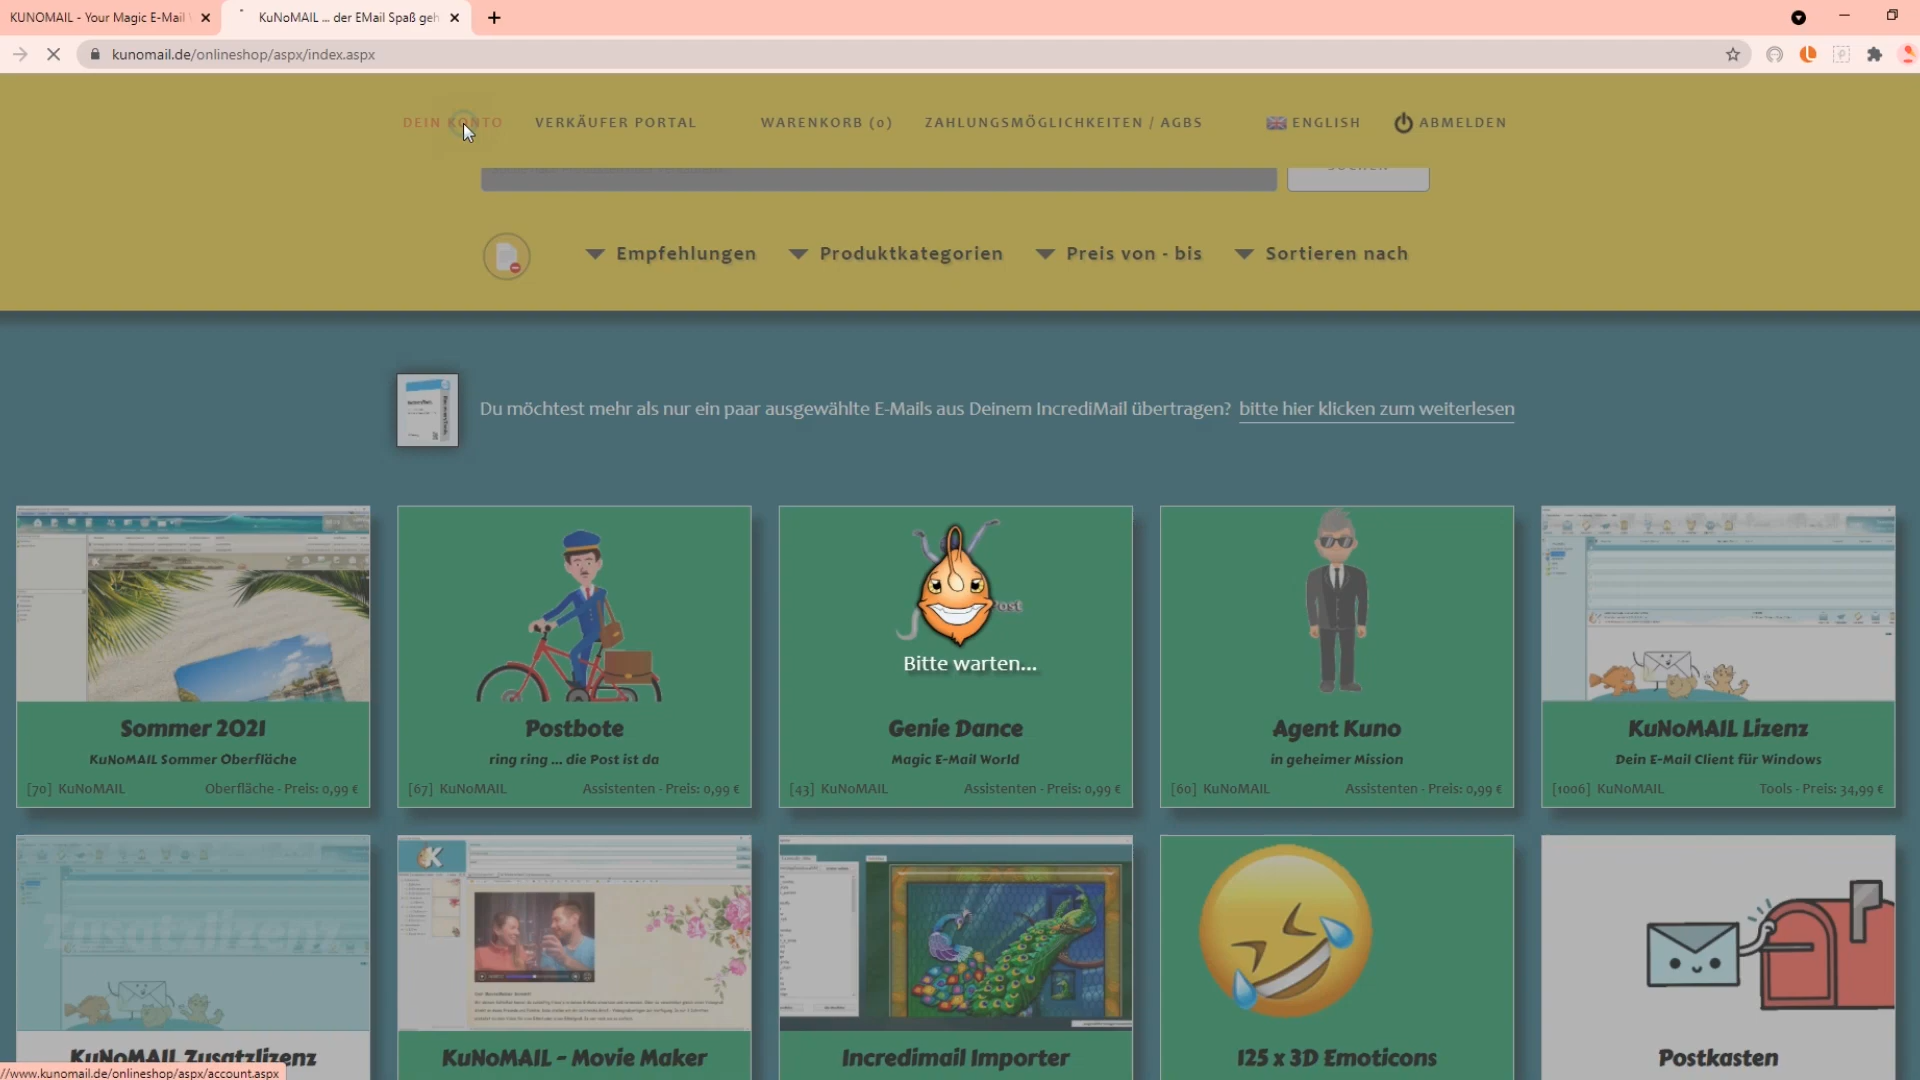 KUNOMAIL - Your Magic E-Mail
KuNoMAIL ... der EMail Spaß geh
kunomail.de/onlineshop/aspx/index.aspx
DEIN KONTO
VERKÄUFER PORTAL
WARENKORB (0)
ZAHLUNGSMÖGLICHKEITEN / AGBS
ENGLISH
ABMELDEN
Empfehlungen
Produktkategorien
Preis von - bis
Sortieren nach
Du möchtest mehr als nur ein paar ausgewählte E-Mails aus Deinem IncrediMail übertragen? bitte hier klicken zum weiterlesen
Bitte warten...
Sommer 2021
KuNoMAIL Sommer Oberfläche
[70] KuNoMAIL
Oberfläche - Preis: 0,99 €
Postbote
ring ring ... die Post ist da
[67] KuNoMAIL
Assistenten - Preis: 0,99 €
Genie Dance
Magic E-Mail World
[43] KuNoMAIL
Assistenten - Preis: 0,99 €
Agent Kuno
in geheimer Mission
[60] KuNoMAIL
Assistenten - Preis: 0,99 €
KuNoMAIL Lizenz
Dein E-Mail Client für Windows
[1006] KuNoMAIL
Tools - Preis: 34,99 €
Zusatzlizenz
KuNoMAIL Zusatzlizenz
KuNoMAIL - Movie Maker
Incredimail Importer
125 x 3D Emoticons
Postkasten
//www.kunomail.de/onlineshop/aspx/account.aspx